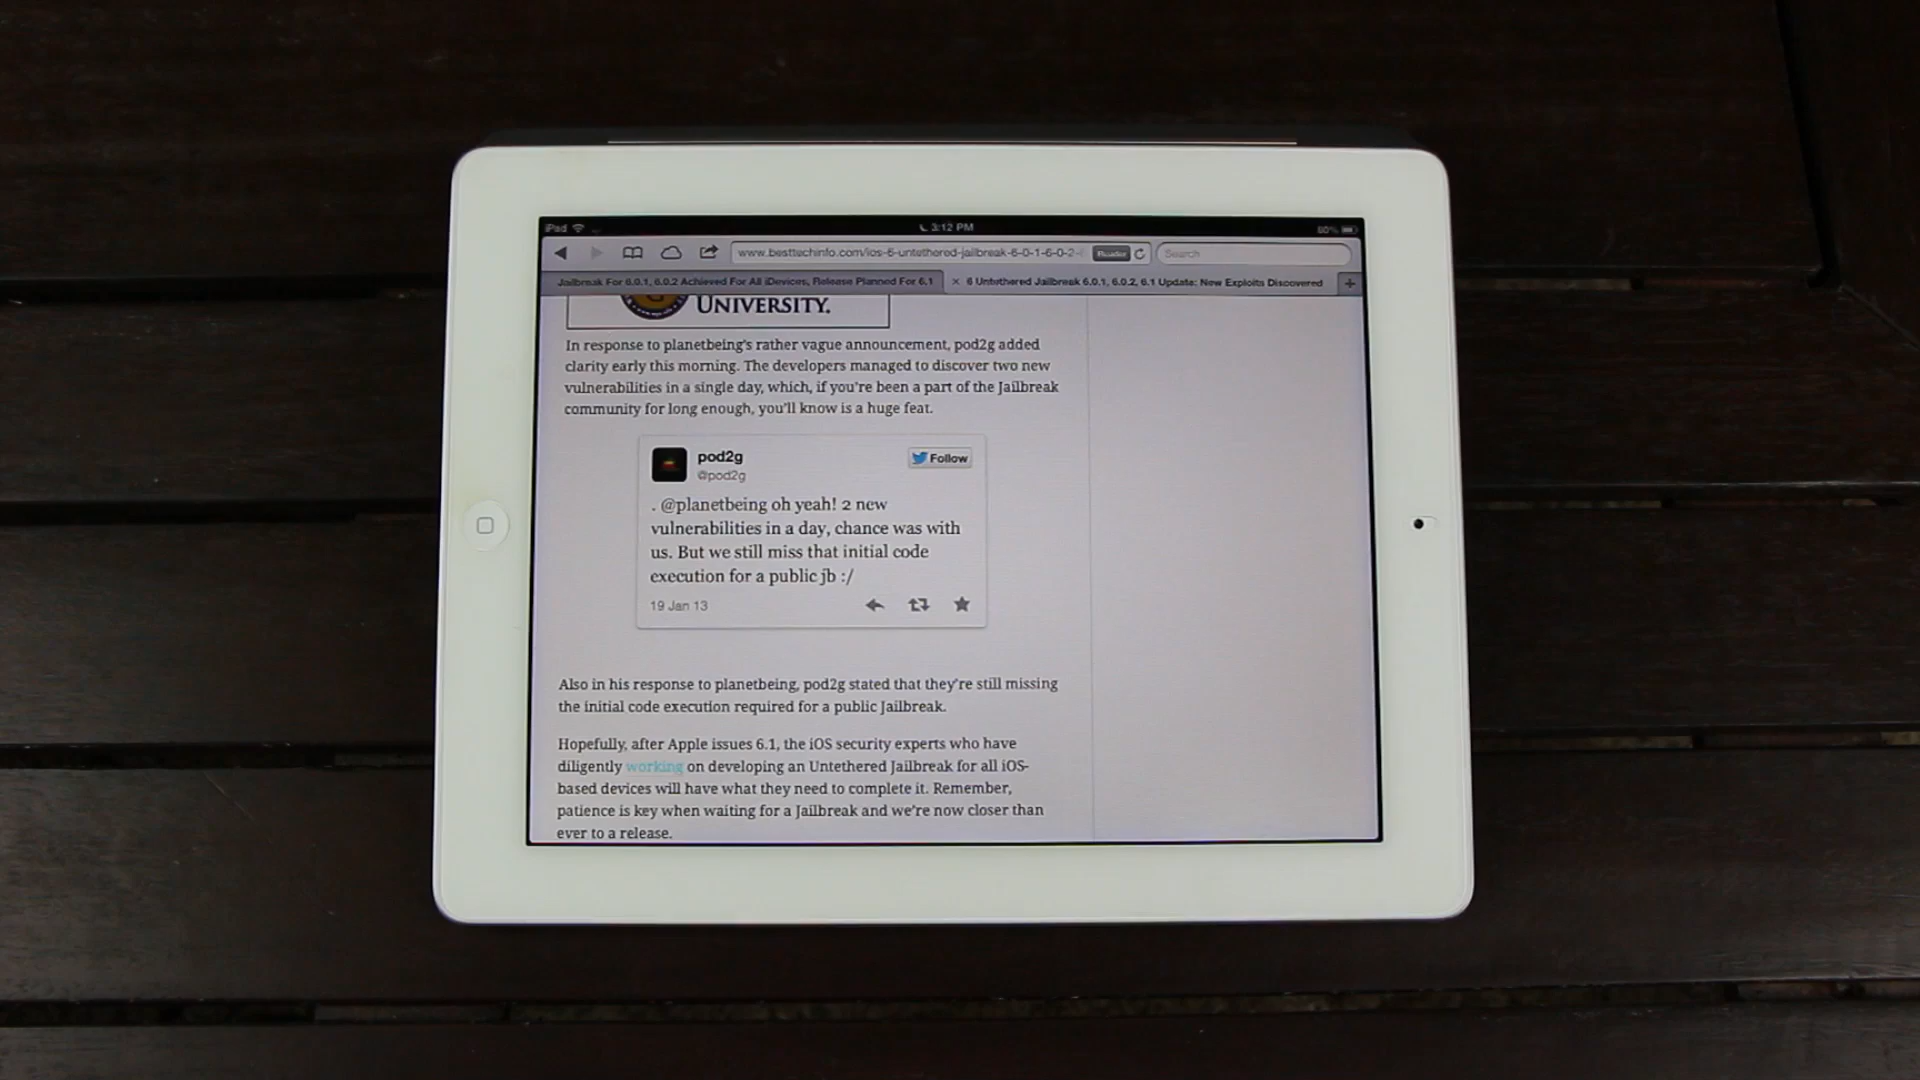 iPad
3:12 PM
80%
www.besttechinfo.com/ios-6-untethered-jailbreak-6-0-1-6-0-2-
Reader
Search
Jailbreak For 6.0.1, 6.0.2 Achieved For All iDevices, Release Planned For 6.1
6 Untethered Jailbreak 6.0.1, 6.0.2, 6.1 Update: New Exploits Discovered
UNIVERSITY.
In response to planetbeing's rather vague announcement, pod2g added
clarity early this morning. The developers managed to discover two new
vulnerabilities in a single day, which, if you're been a part of the Jailbreak
community for long enough, you'll know is a huge feat.
pod2g
Follow
@pod2g
. @planetbeing oh yeah! 2 new
vulnerabilities in a day, chance was with
us. But we still miss that initial code
execution for a public jb :/
19 Jan 13
Also in his response to planetbeing, pod2g stated that they're still missing
the initial code execution required for a public Jailbreak.
Hopefully, after Apple issues 6.1, the iOS security experts who have
diligently working on developing an Untethered Jailbreak for all iOS-
based devices will have what they need to complete it. Remember,
patience is key when waiting for a Jailbreak and we're now closer than
ever to a release.